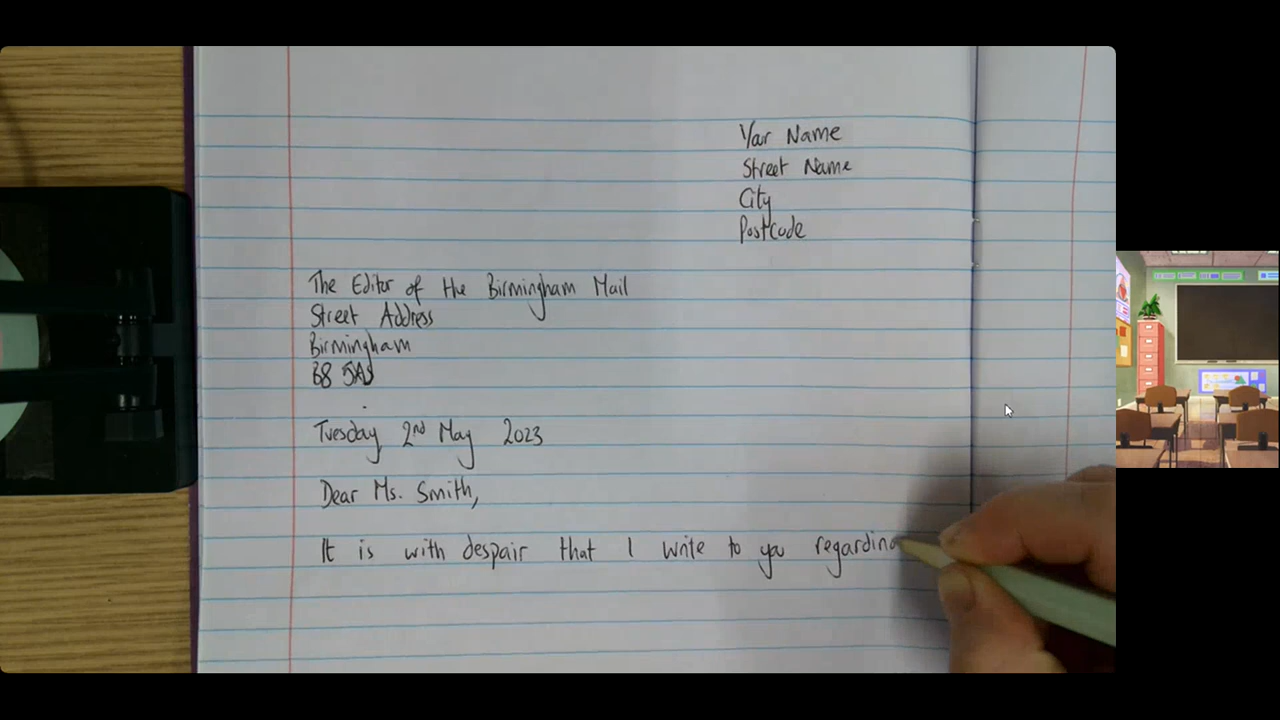 Your Name
Street Name
City
Postcode
The Editor of the Birmingham Mail
Street Address
Birmingham
B8 5AS
Tuesday 2nd May 2023
Dear Ms. Smith,
It is with despair that I write to you regarding